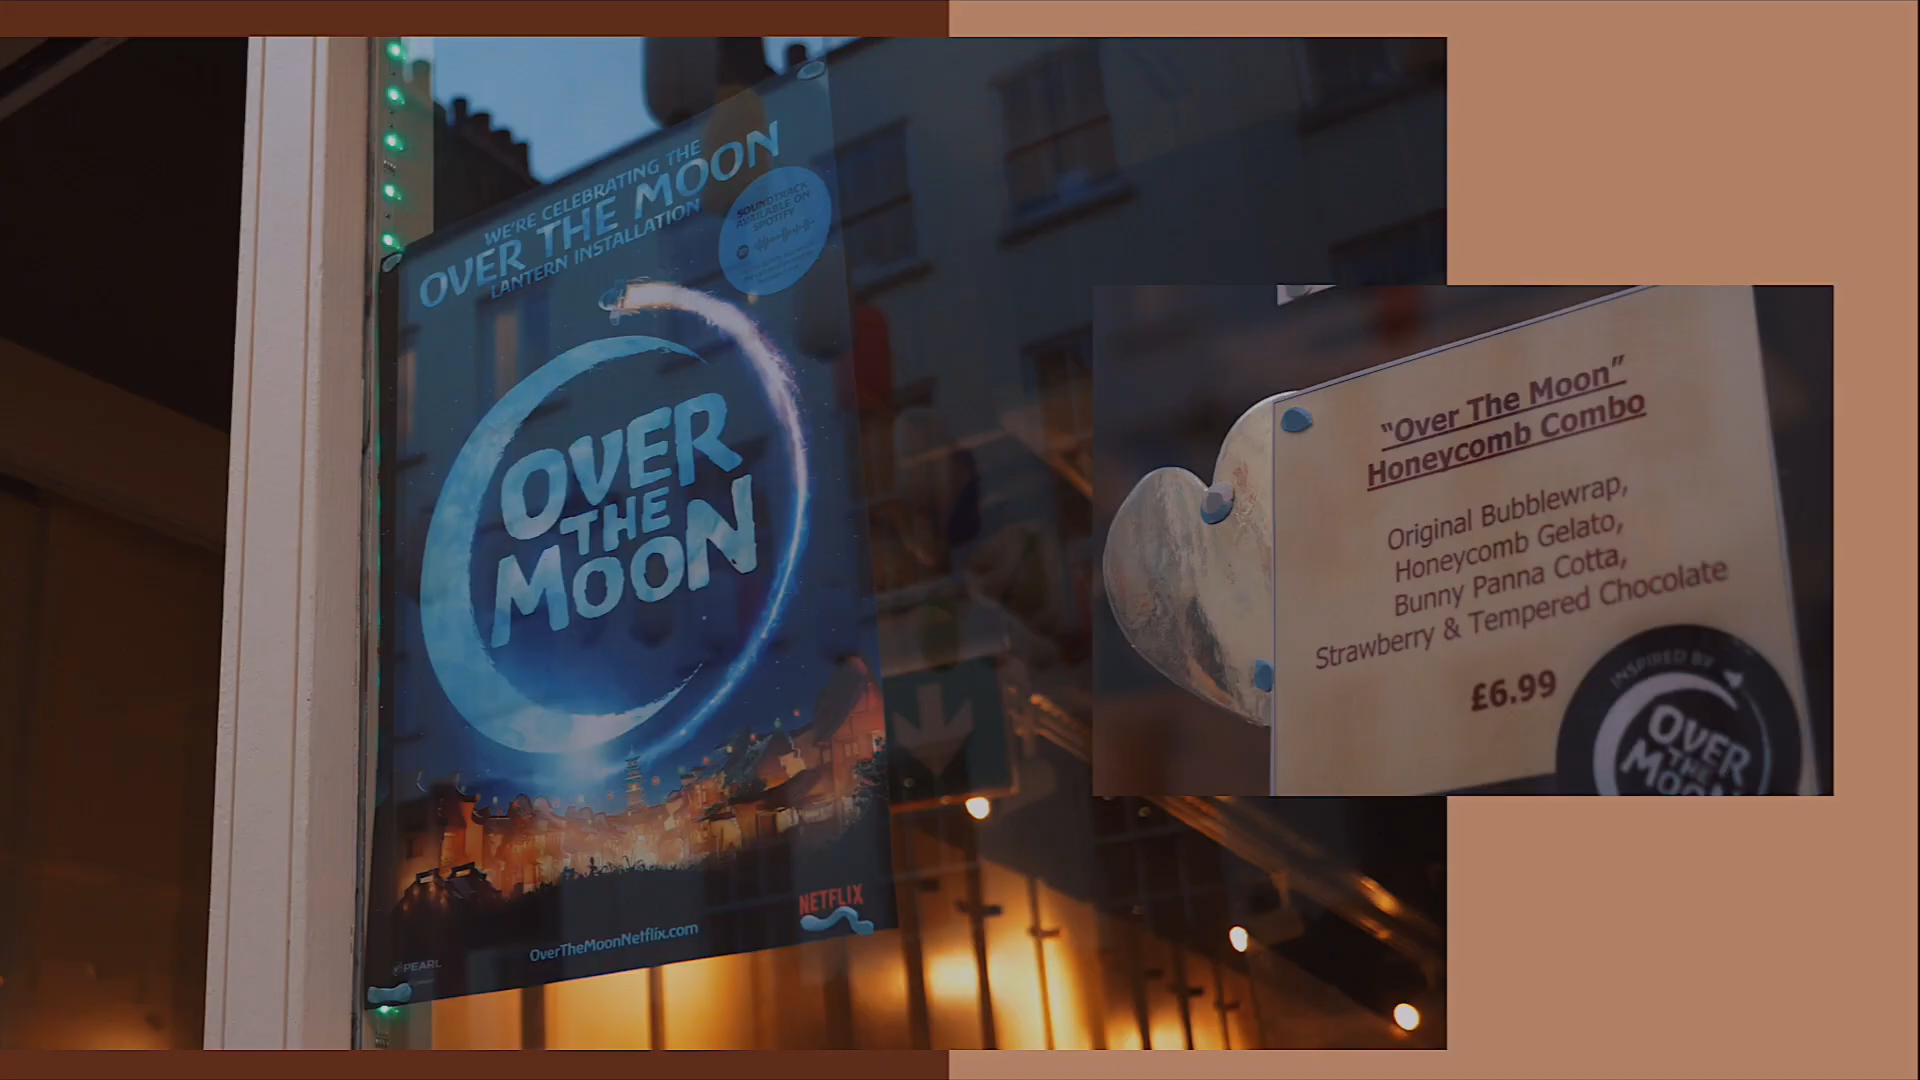 WE'RE CELEBRATING THE
OVER THE MOON
LANTERN INSTALLATION
SOUNDTRACK
AVAILABLE ON
SPOTIFY
OVER
THE
MOON
NETFLIX
OverTheMoonNetflix.com
PEARL
“Over The Moon”
Honeycomb Combo
Original Bubblewrap,
Honeycomb Gelato,
Bunny Panna Cotta,
Strawberry & Tempered Chocolate
£6.99
INSPIRED BY
OVER
THE
MOON